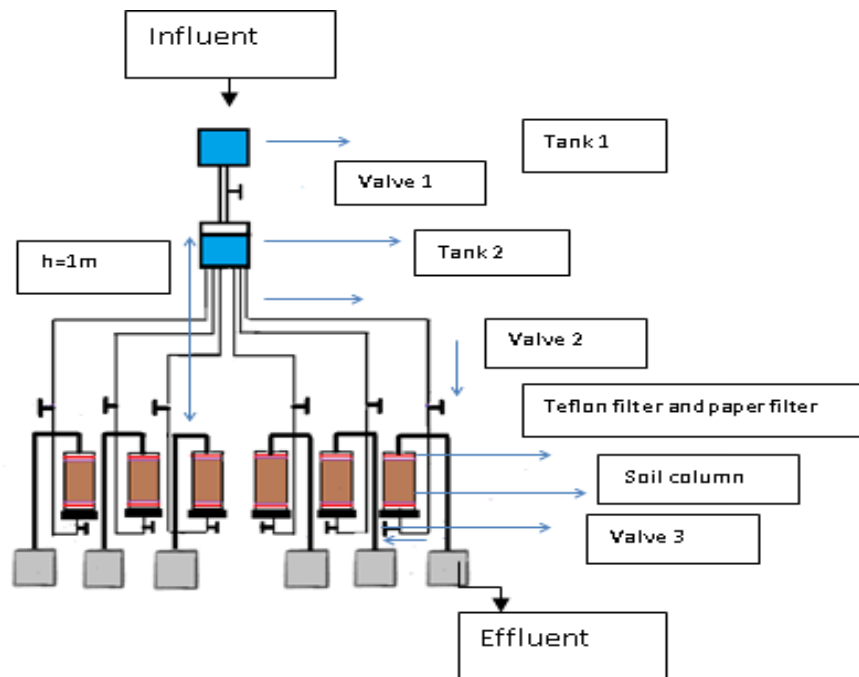 Influent
Tank 1
Valve 1
Tank 2
h=1m
Valve 2
Teflon filter and paper filter
Soil column
Valve 3
Effluent